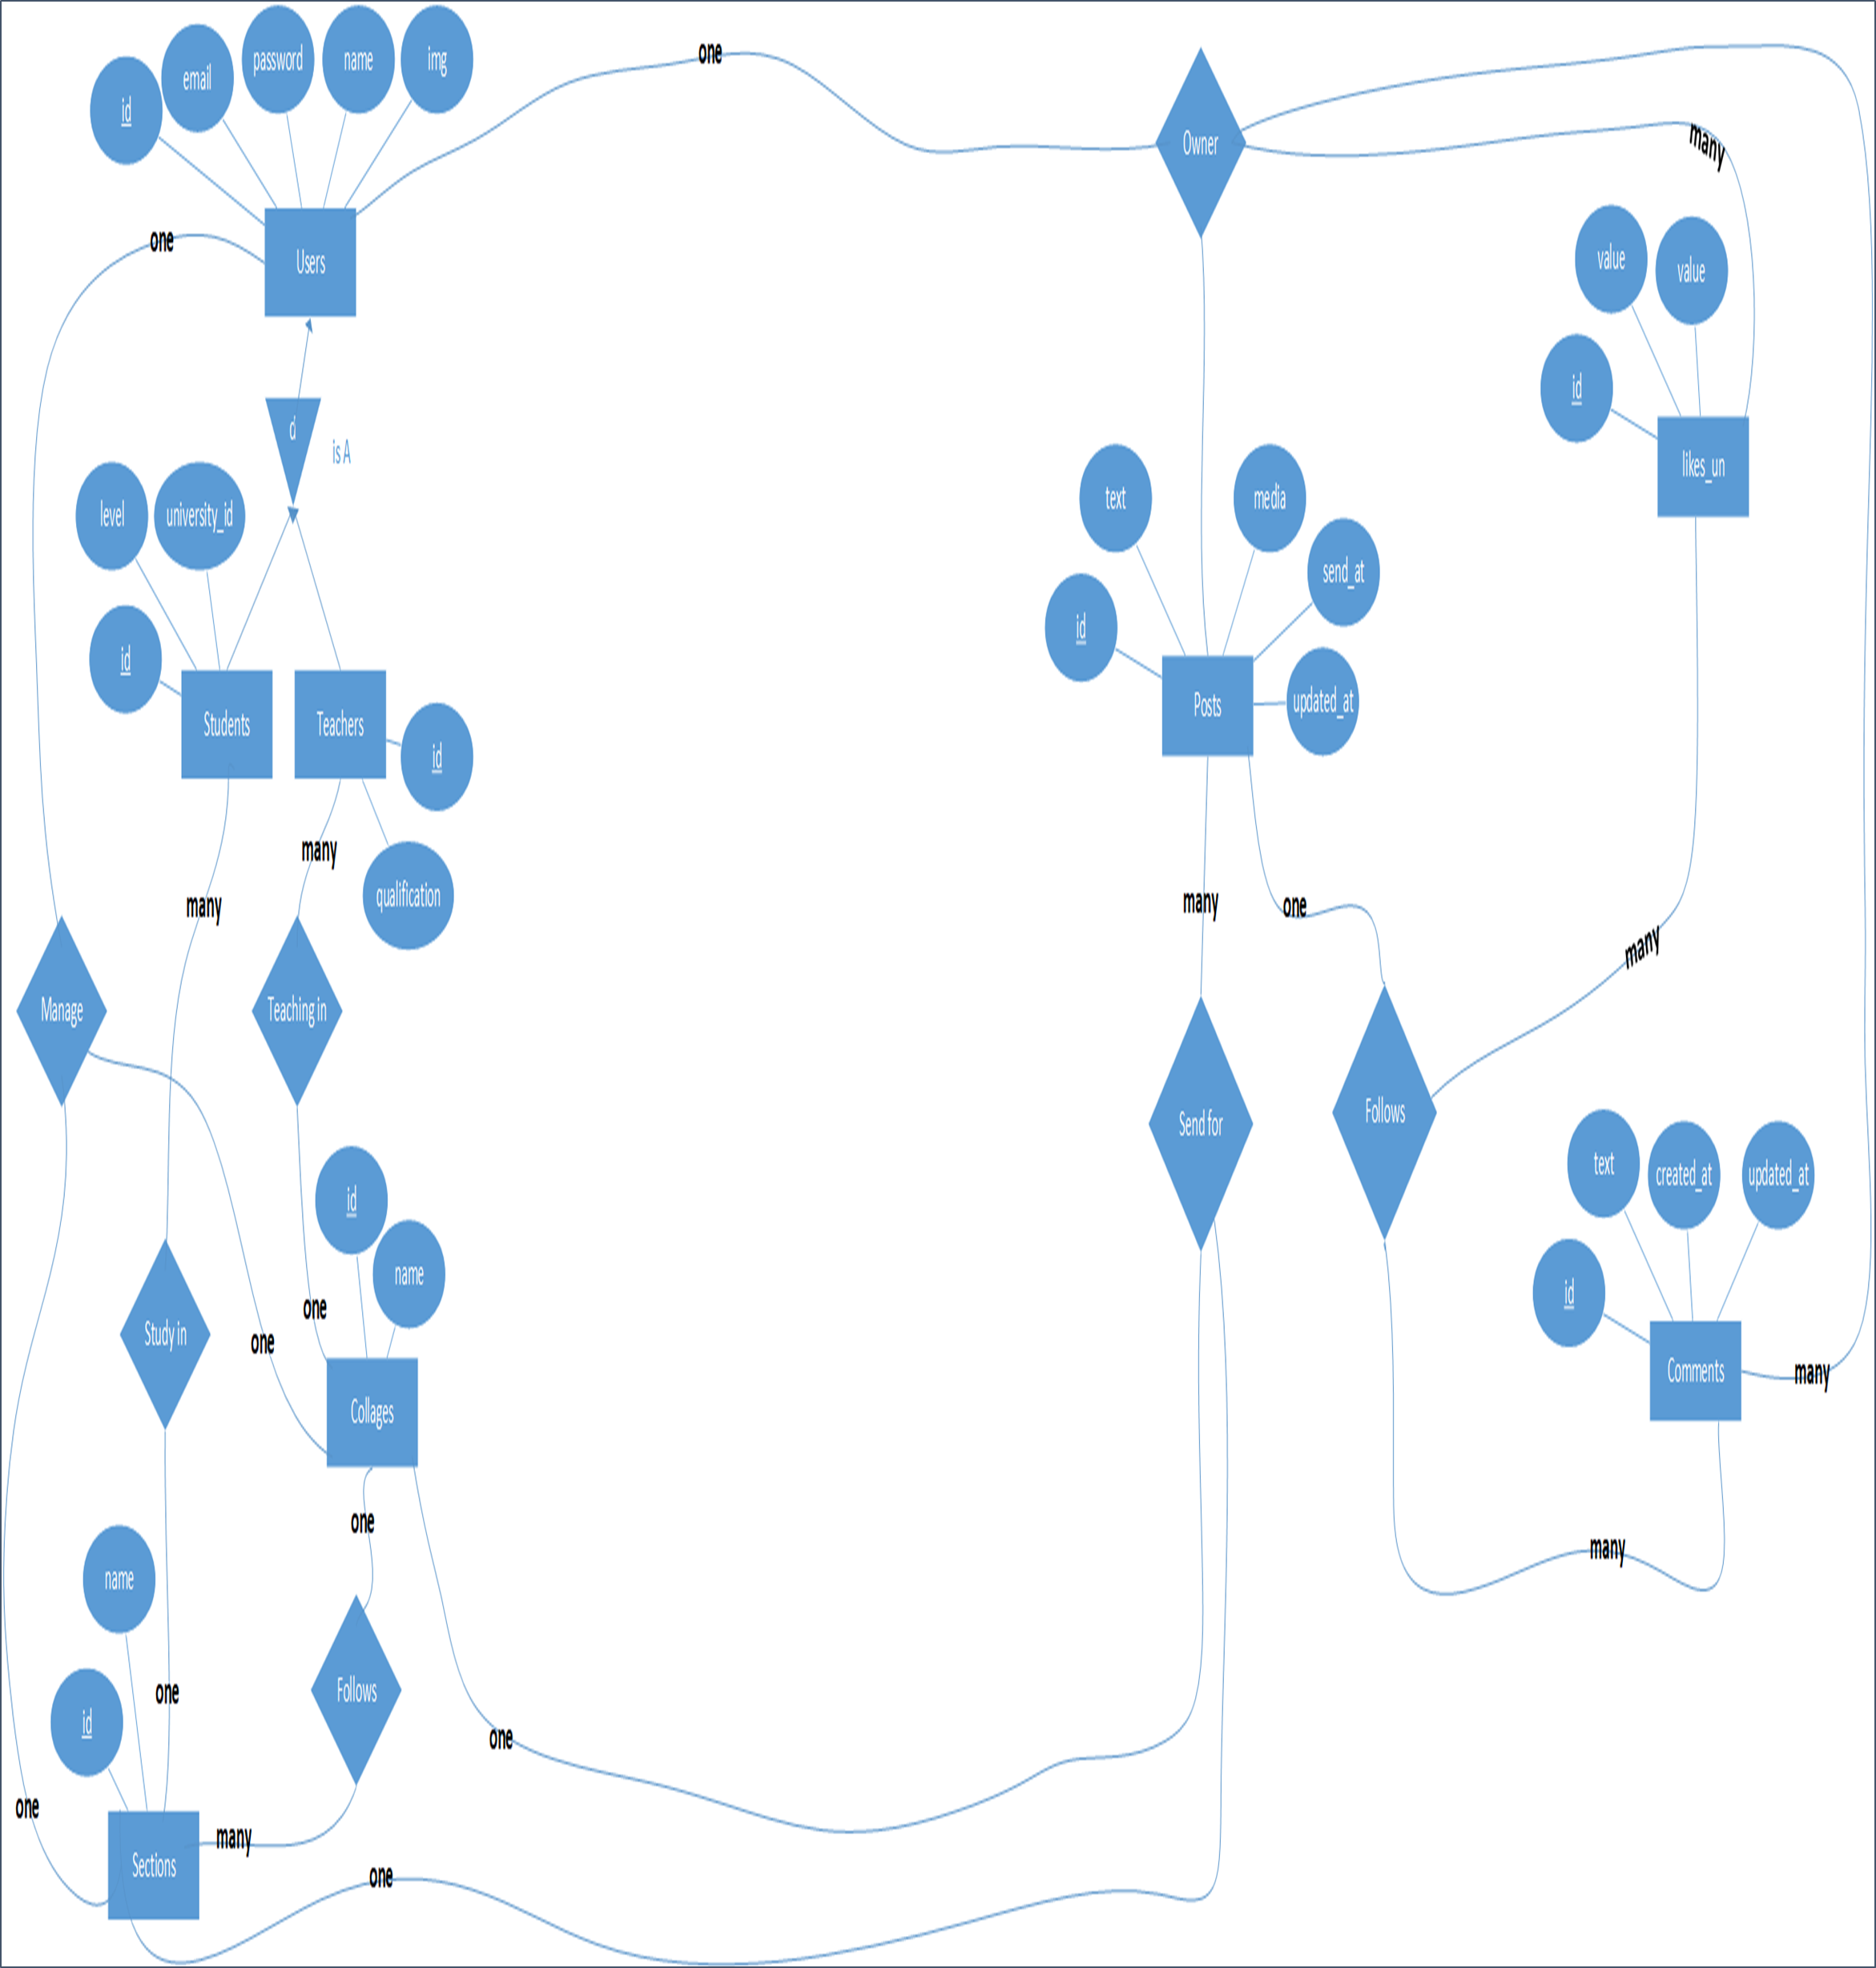 id
email
password
name
img
one
Owner
many
one
Users
value
value
id
likes_un
d
is A
level
university_id
id
Students
Teachers
id
qualification
many
many
text
media
send_at
id
updated_at
Posts
many
one
many
Manage
Teaching in
Send for
Follows
id
name
one
Study in
one
Collages
text
created_at
updated_at
id
Comments
many
one
many
name
id
one
Follows
one
one
many
Sections
one